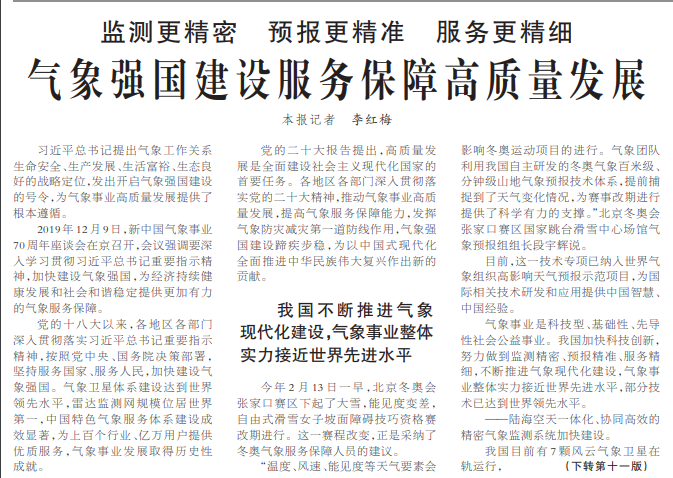 监测更精密　预报更精准　服务更精细
气象强国建设服务保障高质量发展
本报记者　李红梅
习近平总书记提出气象工作关系
生命安全、生产发展、生活富裕、生态良
好的战略定位,发出开启气象强国建设
的号令,为气象事业高质量发展提供了
根本遵循。
2019年12月9日,新中国气象事业
70周年座谈会在京召开,会议强调要深
入学习贯彻习近平总书记重要指示精
神,加快建设气象强国,为经济持续健
康发展和社会和谐稳定提供更加有力
的气象服务保障。
党的十八大以来,各地区各部门
深入贯彻落实习近平总书记重要指示
精神,按照党中央、国务院决策部署,
坚持服务国家、服务人民,加快建设气
象强国。气象卫星体系建设达到世界
领先水平,雷达监测网规模位居世界
第一,中国特色气象服务体系建设成
效显著,为上百个行业、亿万用户提供
优质服务,气象事业发展取得历史性
成就。
党的二十大报告提出,高质量发
展是全面建设社会主义现代化国家的
首要任务。各地区各部门深入贯彻落
实党的二十大精神,推动气象事业高质
量发展,提高气象服务保障能力,发挥
气象防灾减灾第一道防线作用,气象强
国建设蹄疾步稳,为以中国式现代化
全面推进中华民族伟大复兴作出新的
贡献。
我国不断推进气象
现代化建设,气象事业整体
实力接近世界先进水平
今年2月13日一早,北京冬奥会
张家口赛区下起了大雪,能见度变差,
自由式滑雪女子坡面障碍技巧资格赛
改期进行。这一赛程改变,正是采纳了
冬奥气象服务保障人员的建议。
“温度、风速、能见度等天气要素会
影响冬奥运动项目的进行。气象团队
利用我国自主研发的冬奥气象百米级、
分钟级山地气象预报技术体系,提前捕
捉到了天气变化情况,为赛事改期进行
提供了科学有力的支撑。”北京冬奥会
张家口赛区国家跳台滑雪中心场馆气
象预报组组长段宇辉说。
目前,这一技术专项已纳入世界气
象组织高影响天气预报示范项目,为国
际相关技术研发和应用提供中国智慧、
中国经验。
气象事业是科技型、基础性、先导
性社会公益事业。我国加快科技创新,
努力做到监测精密、预报精准、服务精
细,不断推进气象现代化建设,气象事
业整体实力接近世界先进水平,部分技
术已达到世界领先水平。
——陆海空天一体化、协同高效的
精密气象监测系统加快建设。
我国目前有7颗风云气象卫星在
轨运行,　（下转第十一版）